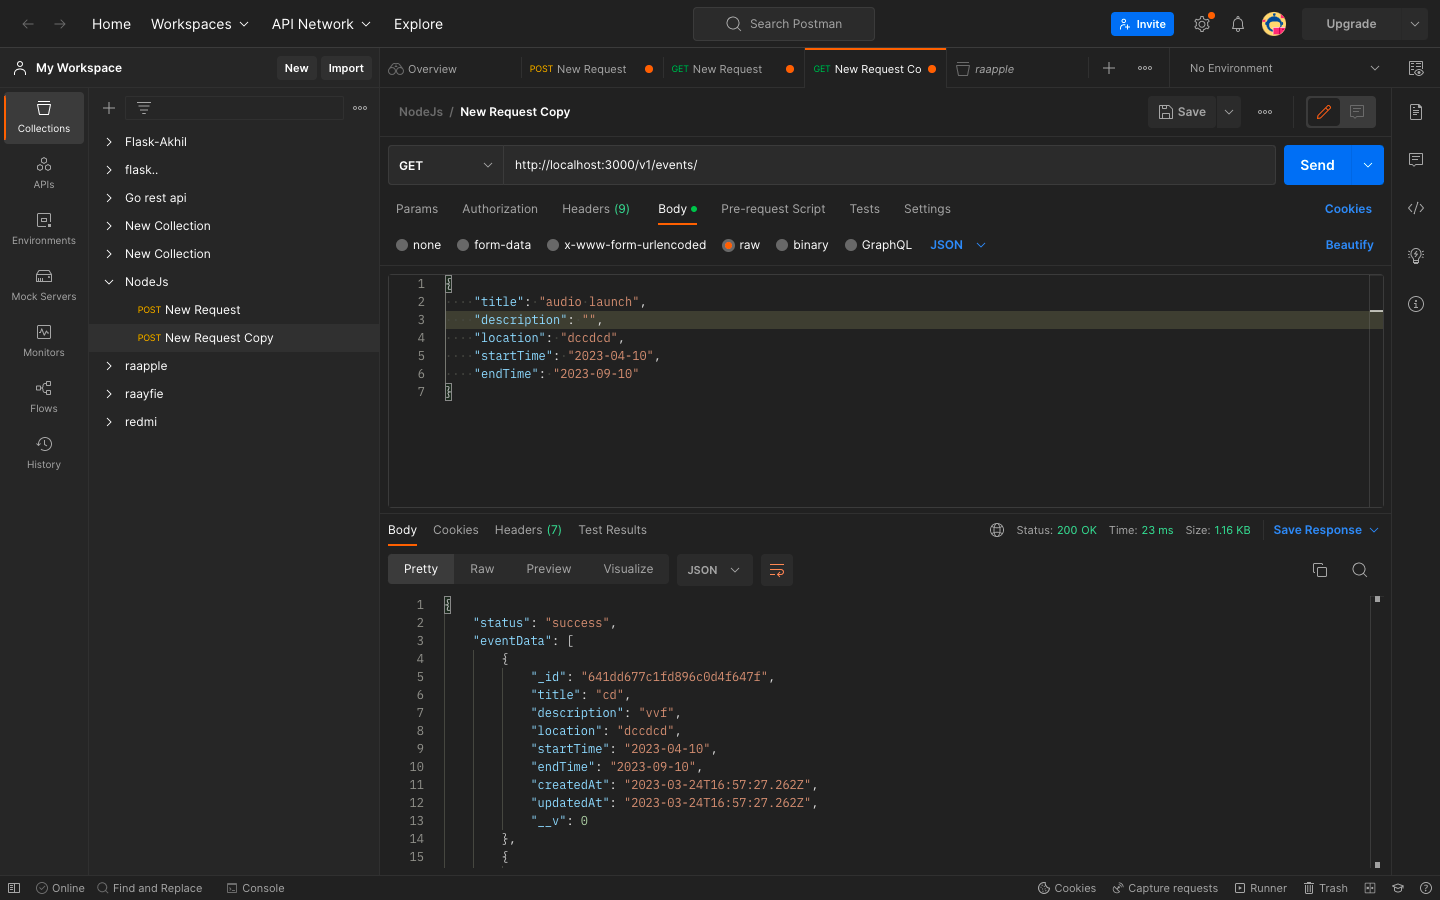 Home Workspaces API Network Explore Search Postman Invite Upgrade
My Workspace New Import Overview POST New Request GET New Request GET New Request Co raapple No Environment
Collections
APIs
Environments
Mock Servers
Monitors
Flows
History
Flask-Akhil
flask..
Go rest api
New Collection
New Collection
NodeJs
POST New Request
POST New Request Copy
raapple
raayfie
redmi
NodeJs / New Request Copy Save
GET http://localhost:3000/v1/events/ Send
Params Authorization Headers (9) Body Pre-request Script Tests Settings Cookies
none form-data x-www-form-urlencoded raw binary GraphQL JSON Beautify
1 {
2 ····"title":·"audio·launch",
3 "description": "",
4 ····"location":·"dccdcd",
5 ····"startTime":·"2023-04-10",
6 ····"endTime":·"2023-09-10"
7 }
Body Cookies Headers (7) Test Results Status: 200 OK Time: 23 ms Size: 1.16 KB Save Response
Pretty Raw Preview Visualize JSON
1 {
2 "status": "success",
3 "eventData": [
4 {
5 "_id": "641dd677c1fd896c0d4f647f",
6 "title": "cd",
7 "description": "vvf",
8 "location": "dccdcd",
9 "startTime": "2023-04-10",
10 "endTime": "2023-09-10",
11 "createdAt": "2023-03-24T16:57:27.262Z",
12 "updatedAt": "2023-03-24T16:57:27.262Z",
13 "__v": 0
14 },
15 {
Online Find and Replace Console Cookies Capture requests Runner Trash